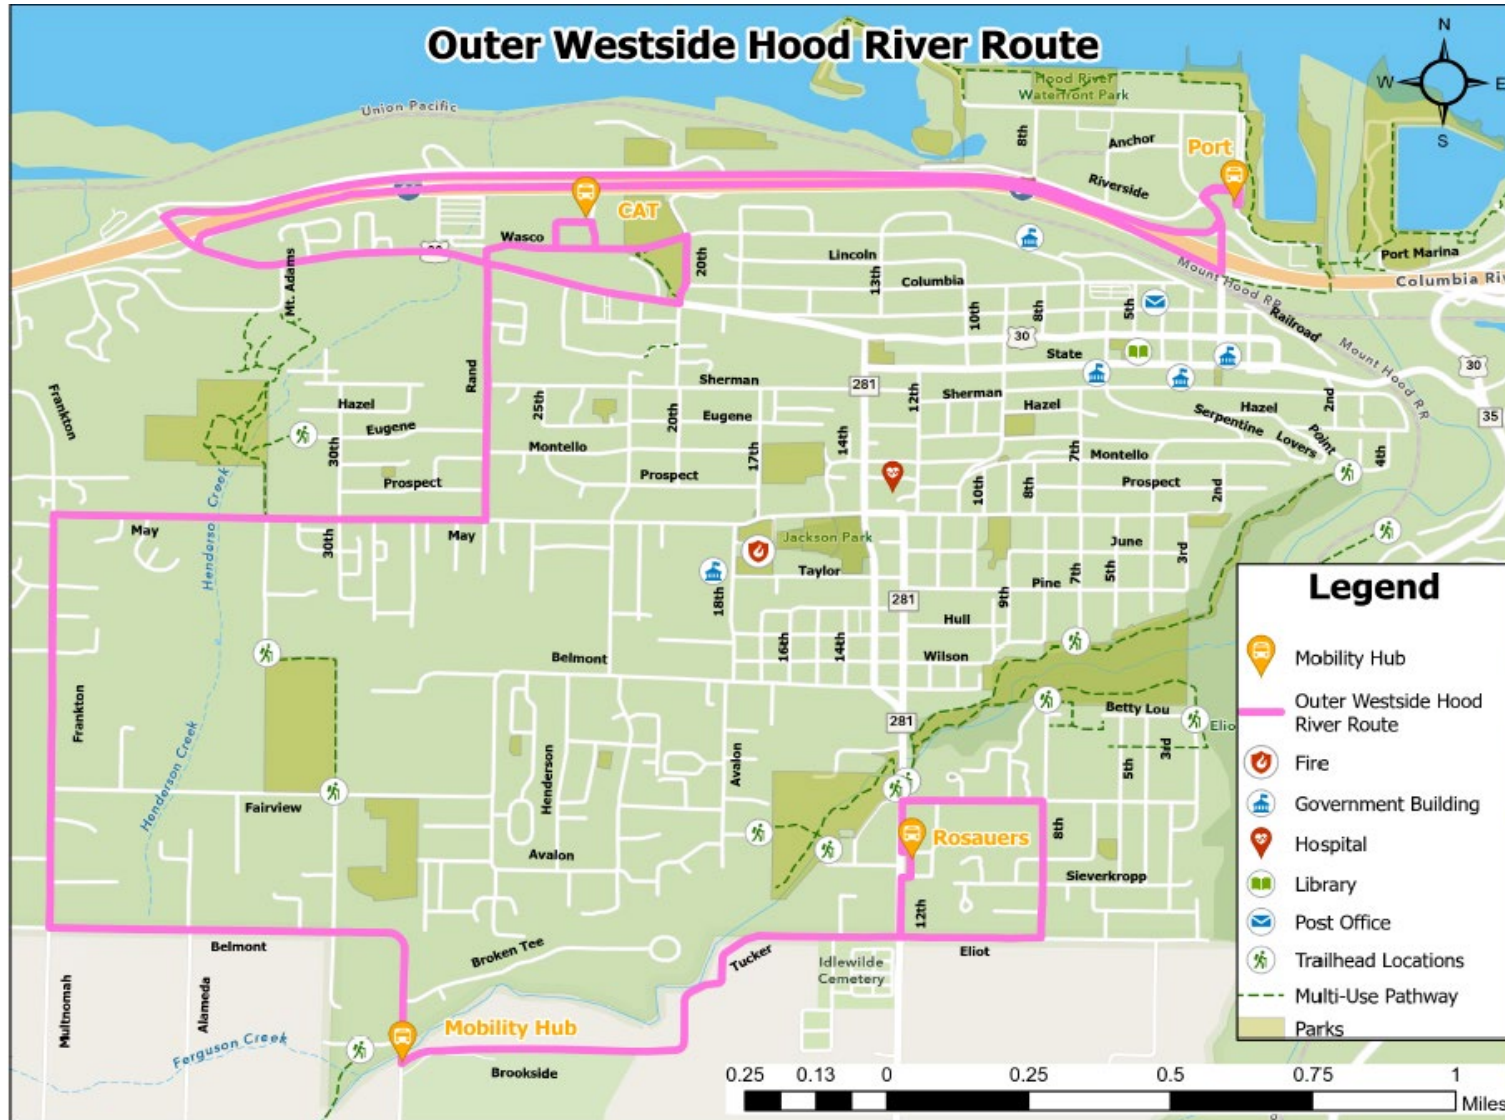 Outer Westside Hood River Route
N
W
E
S
Union Pacific
Hood River
Waterfront Park
8th
Anchor
Port
Riverside
CAT
Wasco
20th
Lincoln
13th
Columbia
Mount Hood RR
Port Marina
Columbia Riv
Mt. Adams
10th
8th
5th
Railroad
30
State
Mount Hood RR
30
35
Frankton
Rand
Hazel
Eugene
30th
Prospect
25th
Montello
Sherman
20th
Eugene
Prospect
17th
14th
281
12th
Sherman
Hazel
Hazel
2nd
Serpentine
Lovers
Point
4th
7th
Montello
10th
8th
Prospect
2nd
Henderson Creek
May
30th
May
Jackson Park
Taylor
18th
June
3rd
7th
5th
Pine
281
9th
Hull
16th
14th
Wilson
Belmont
Frankton
Henderson Creek
Fairview
Henderson
Avalon
Avalon
281
Betty Lou
Elio
3rd
5th
8th
Rosauers
Sieverkropp
12th
Eliot
Belmont
Broken Tee
Tucker
Idlewilde
Cemetery
Multnomah
Alameda
Ferguson Creek
Mobility Hub
Brookside
Legend
Mobility Hub
Outer Westside Hood
River Route
Fire
Government Building
Hospital
Library
Post Office
Trailhead Locations
Multi-Use Pathway
Parks
0.25 0.13 0 0.25 0.5 0.75 1
Miles